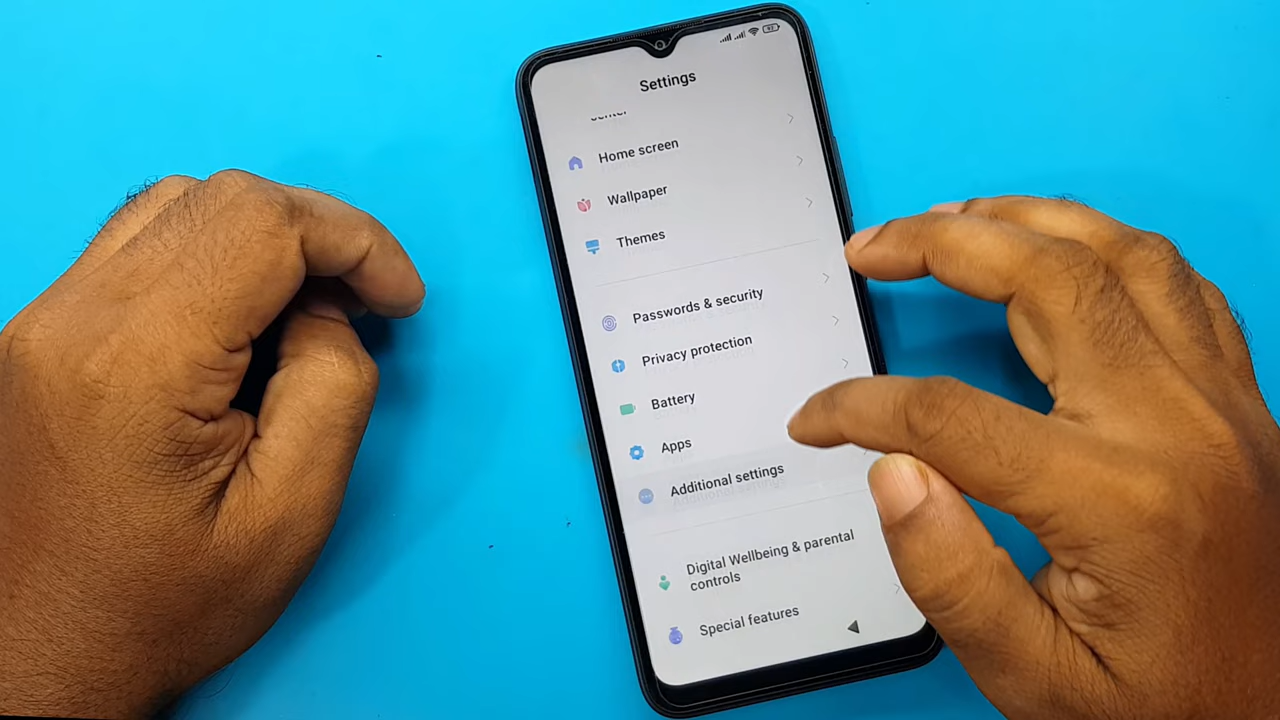 Settings
center
Home screen
Wallpaper
Themes
Passwords & security
Privacy protection
Battery
Apps
Additional settings
Digital Wellbeing & parental
controls
Special features